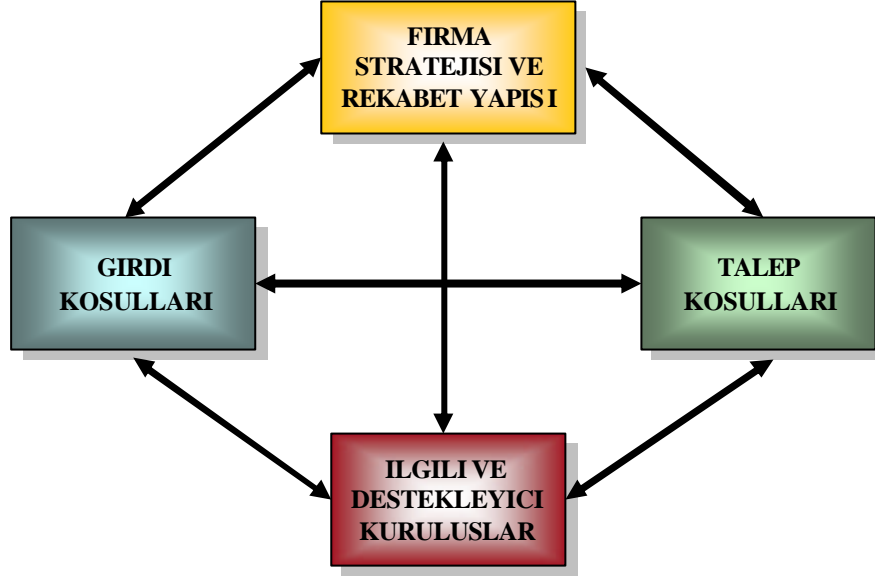 FIRMA
STRATEJISI VE
REKABET YAPISI
GIRDI
KOSULLARI
TALEP
KOSULLARI
ILGILI VE
DESTEKLEYICI
KURULUSLAR